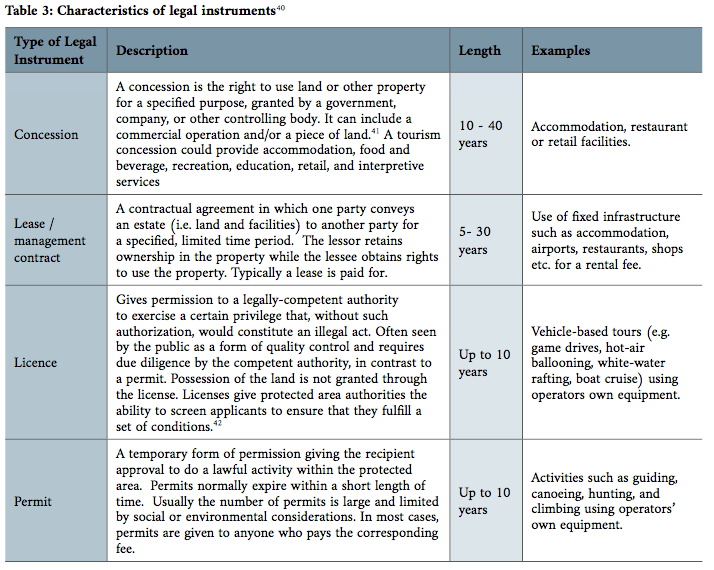 Table 3: Characteristics of legal instruments40
Type of Legal
Instrument
Description
Length
Examples
Concession
A concession is the right to use land or other property
for a specified purpose, granted by a government,
company, or other controlling body. It can include a
commercial operation and/or a piece of land.41 A tourism
concession could provide accommodation, food and
beverage, recreation, education, retail, and interpretive
services
10 - 40
years
Accommodation, restaurant
or retail facilities.
Lease /
management
contract
A contractual agreement in which one party conveys
an estate (i.e. land and facilities) to another party for
a specified, limited time period. The lessor retains
ownership in the property while the lessee obtains rights
to use the property. Typically a lease is paid for.
5- 30
years
Use of fixed infrastructure
such as accommodation,
airports, restaurants, shops
etc. for a rental fee.
Licence
Gives permission to a legally-competent authority
to exercise a certain privilege that, without such
authorization, would constitute an illegal act. Often seen
by the public as a form of quality control and requires
due diligence by the competent authority, in contrast to
a permit. Possession of the land is not granted through
the license. Licenses give protected area authorities the
ability to screen applicants to ensure that they fulfill a
set of conditions.42
Up to 10
years
Vehicle-based tours (e.g.
game drives, hot-air
ballooning, white-water
rafting, boat cruise) using
operators own equipment.
Permit
A temporary form of permission giving the recipient
approval to do a lawful activity within the protected
area. Permits normally expire within a short length of
time. Usually the number of permits is large and limited
by social or environmental considerations. In most cases,
permits are given to anyone who pays the corresponding
fee.
Up to 10
years
Activities such as guiding,
canoeing, hunting, and
climbing using operators'
own equipment.